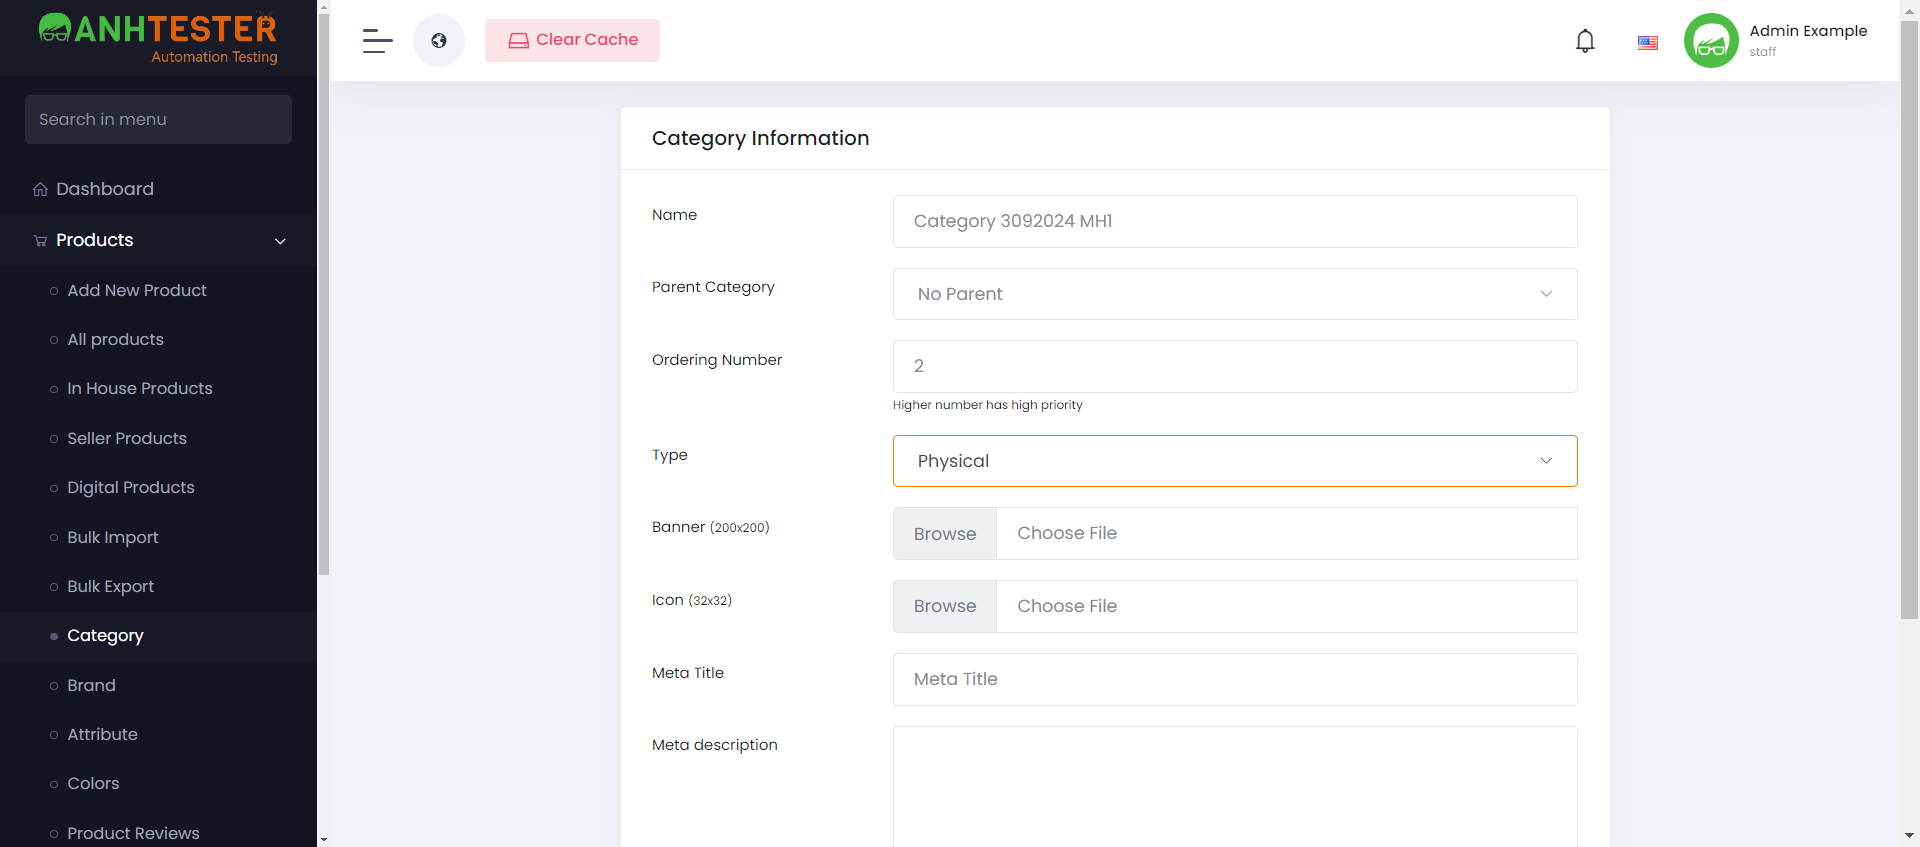 ANHTESTER
Automation Testing
Search in menu
Dashboard
Products
Add New Product
All products
In House Products
Seller Products
Digital Products
Bulk Import
Bulk Export
Category
Brand
Attribute
Colors
Product Reviews
Clear Cache
Admin Example
staff
Category Information
Name
Category 3092024 MH1
Parent Category
No Parent
Ordering Number
2
Higher number has high priority
Type
Physical
Banner (200x200)
Browse
Choose File
Icon (32x32)
Browse
Choose File
Meta Title
Meta Title
Meta description